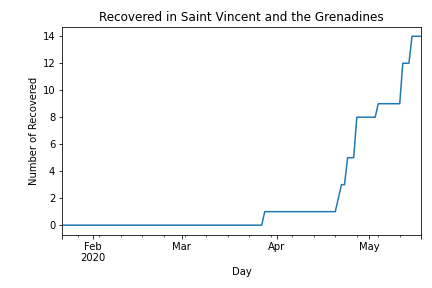 Recovered in Saint Vincent and the Grenadines
14
12
10
8
6
4
2
0
Number of Recovered
Feb Mar Apr May
2020
Day